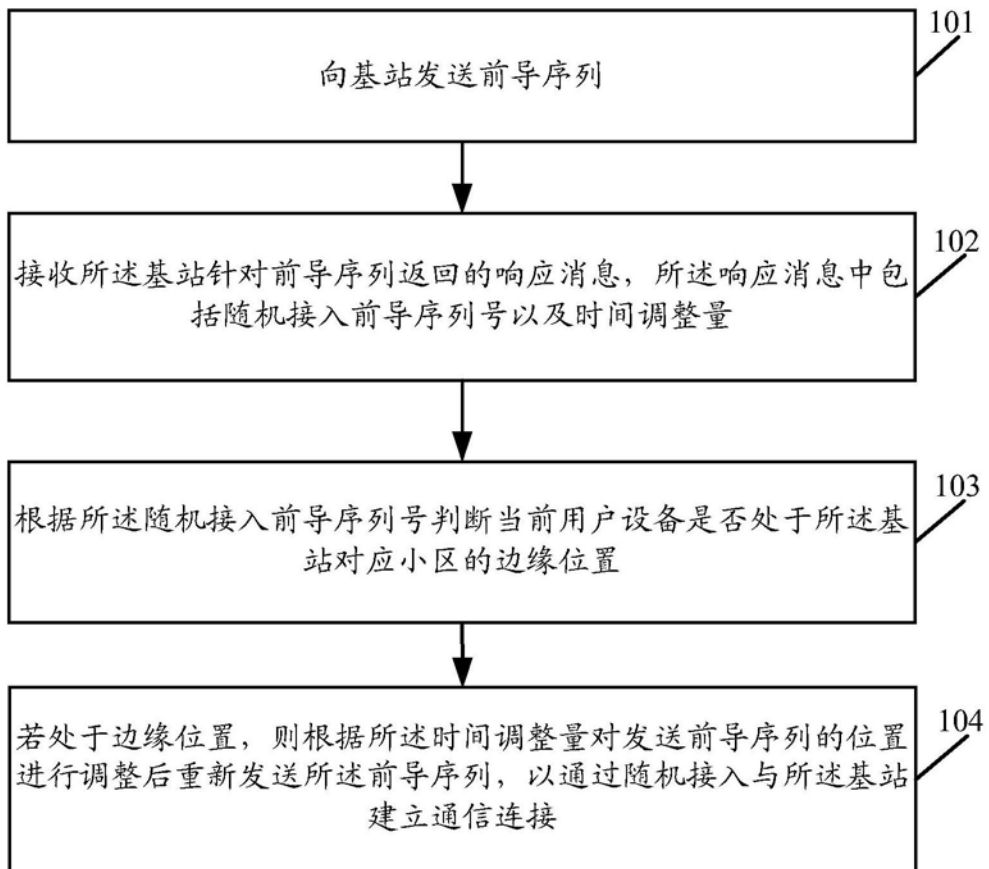 101
向基站发送前导序列
102
接收所述基站针对前导序列返回的响应消息，所述响应消息中包
括随机接入前导序列号以及时间调整量
103
根据所述随机接入前导序列号判断当前用户设备是否处于所述基
站对应小区的边缘位置
104
若处于边缘位置，则根据所述时间调整量对发送前导序列的位置
进行调整后重新发送所述前导序列，以通过随机接入与所述基站
建立通信连接